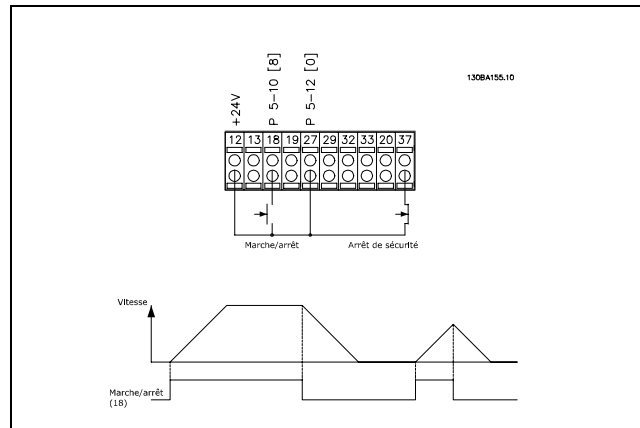 130BA155.10
+24V
P 5-10 [8]
P 5-12 [0]
12 13 18 19 27 29 32 33 20 37
Marche/arrêt
Arrêt de sécurité
Vitesse
Marche/arrêt
(18)